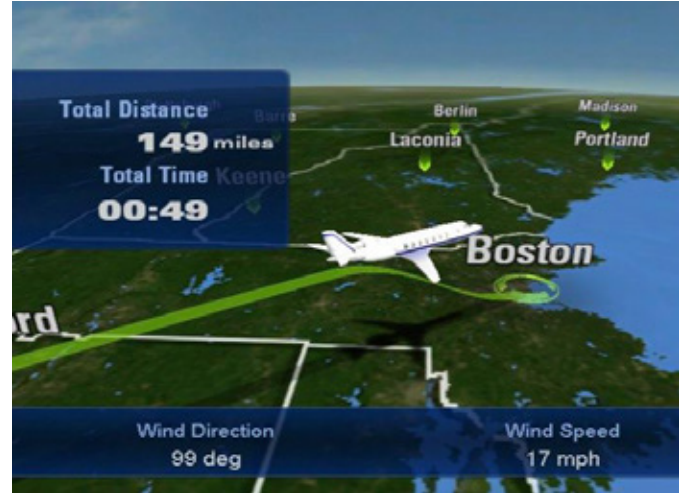 Total Distance
149 miles
Total Time
00:49
Barre
Berlin
Madison
Laconia
Portland
Keene
Boston
rd
Wind Direction
Wind Speed
99 deg
17 mph